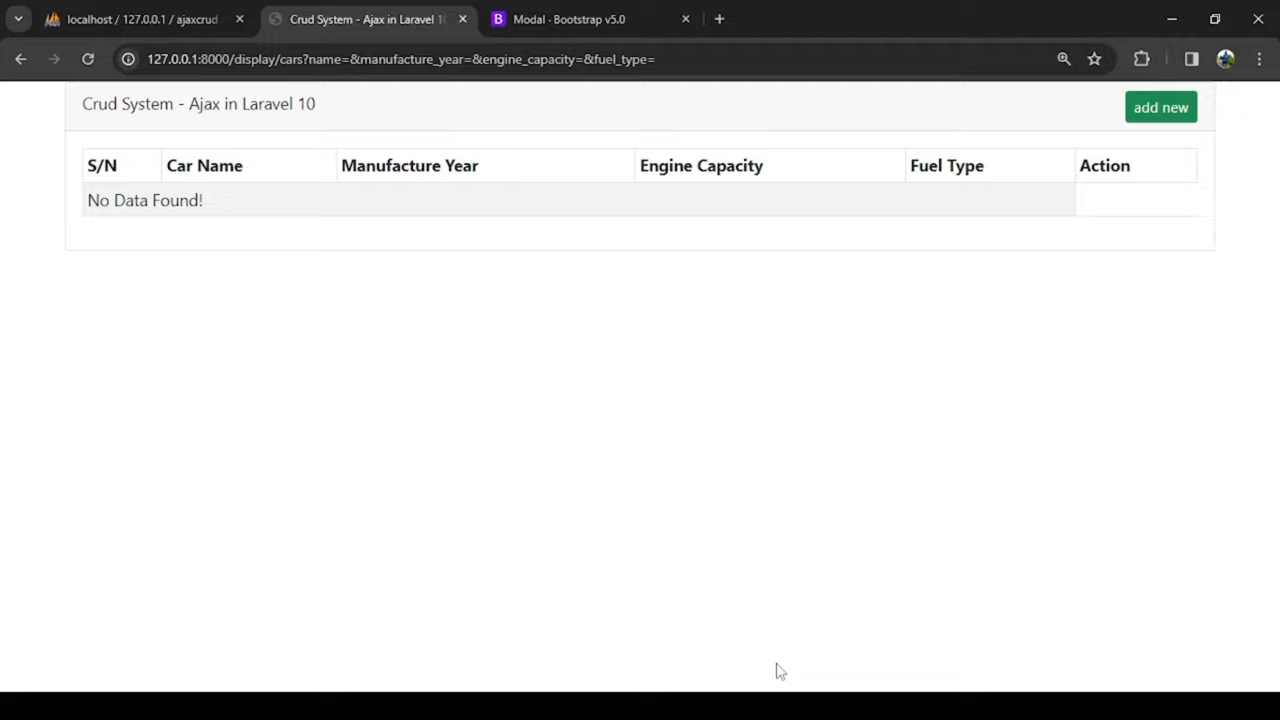 localhost / 127.0.0.1 / ajaxcrud
Crud System - Ajax in Laravel 10
Modal · Bootstrap v5.0
127.0.0.1:8000/display/cars?name=&manufacture_year=&engine_capacity=&fuel_type=
Crud System - Ajax in Laravel 10
add new
S/N Car Name Manufacture Year Engine Capacity Fuel Type Action
No Data Found!